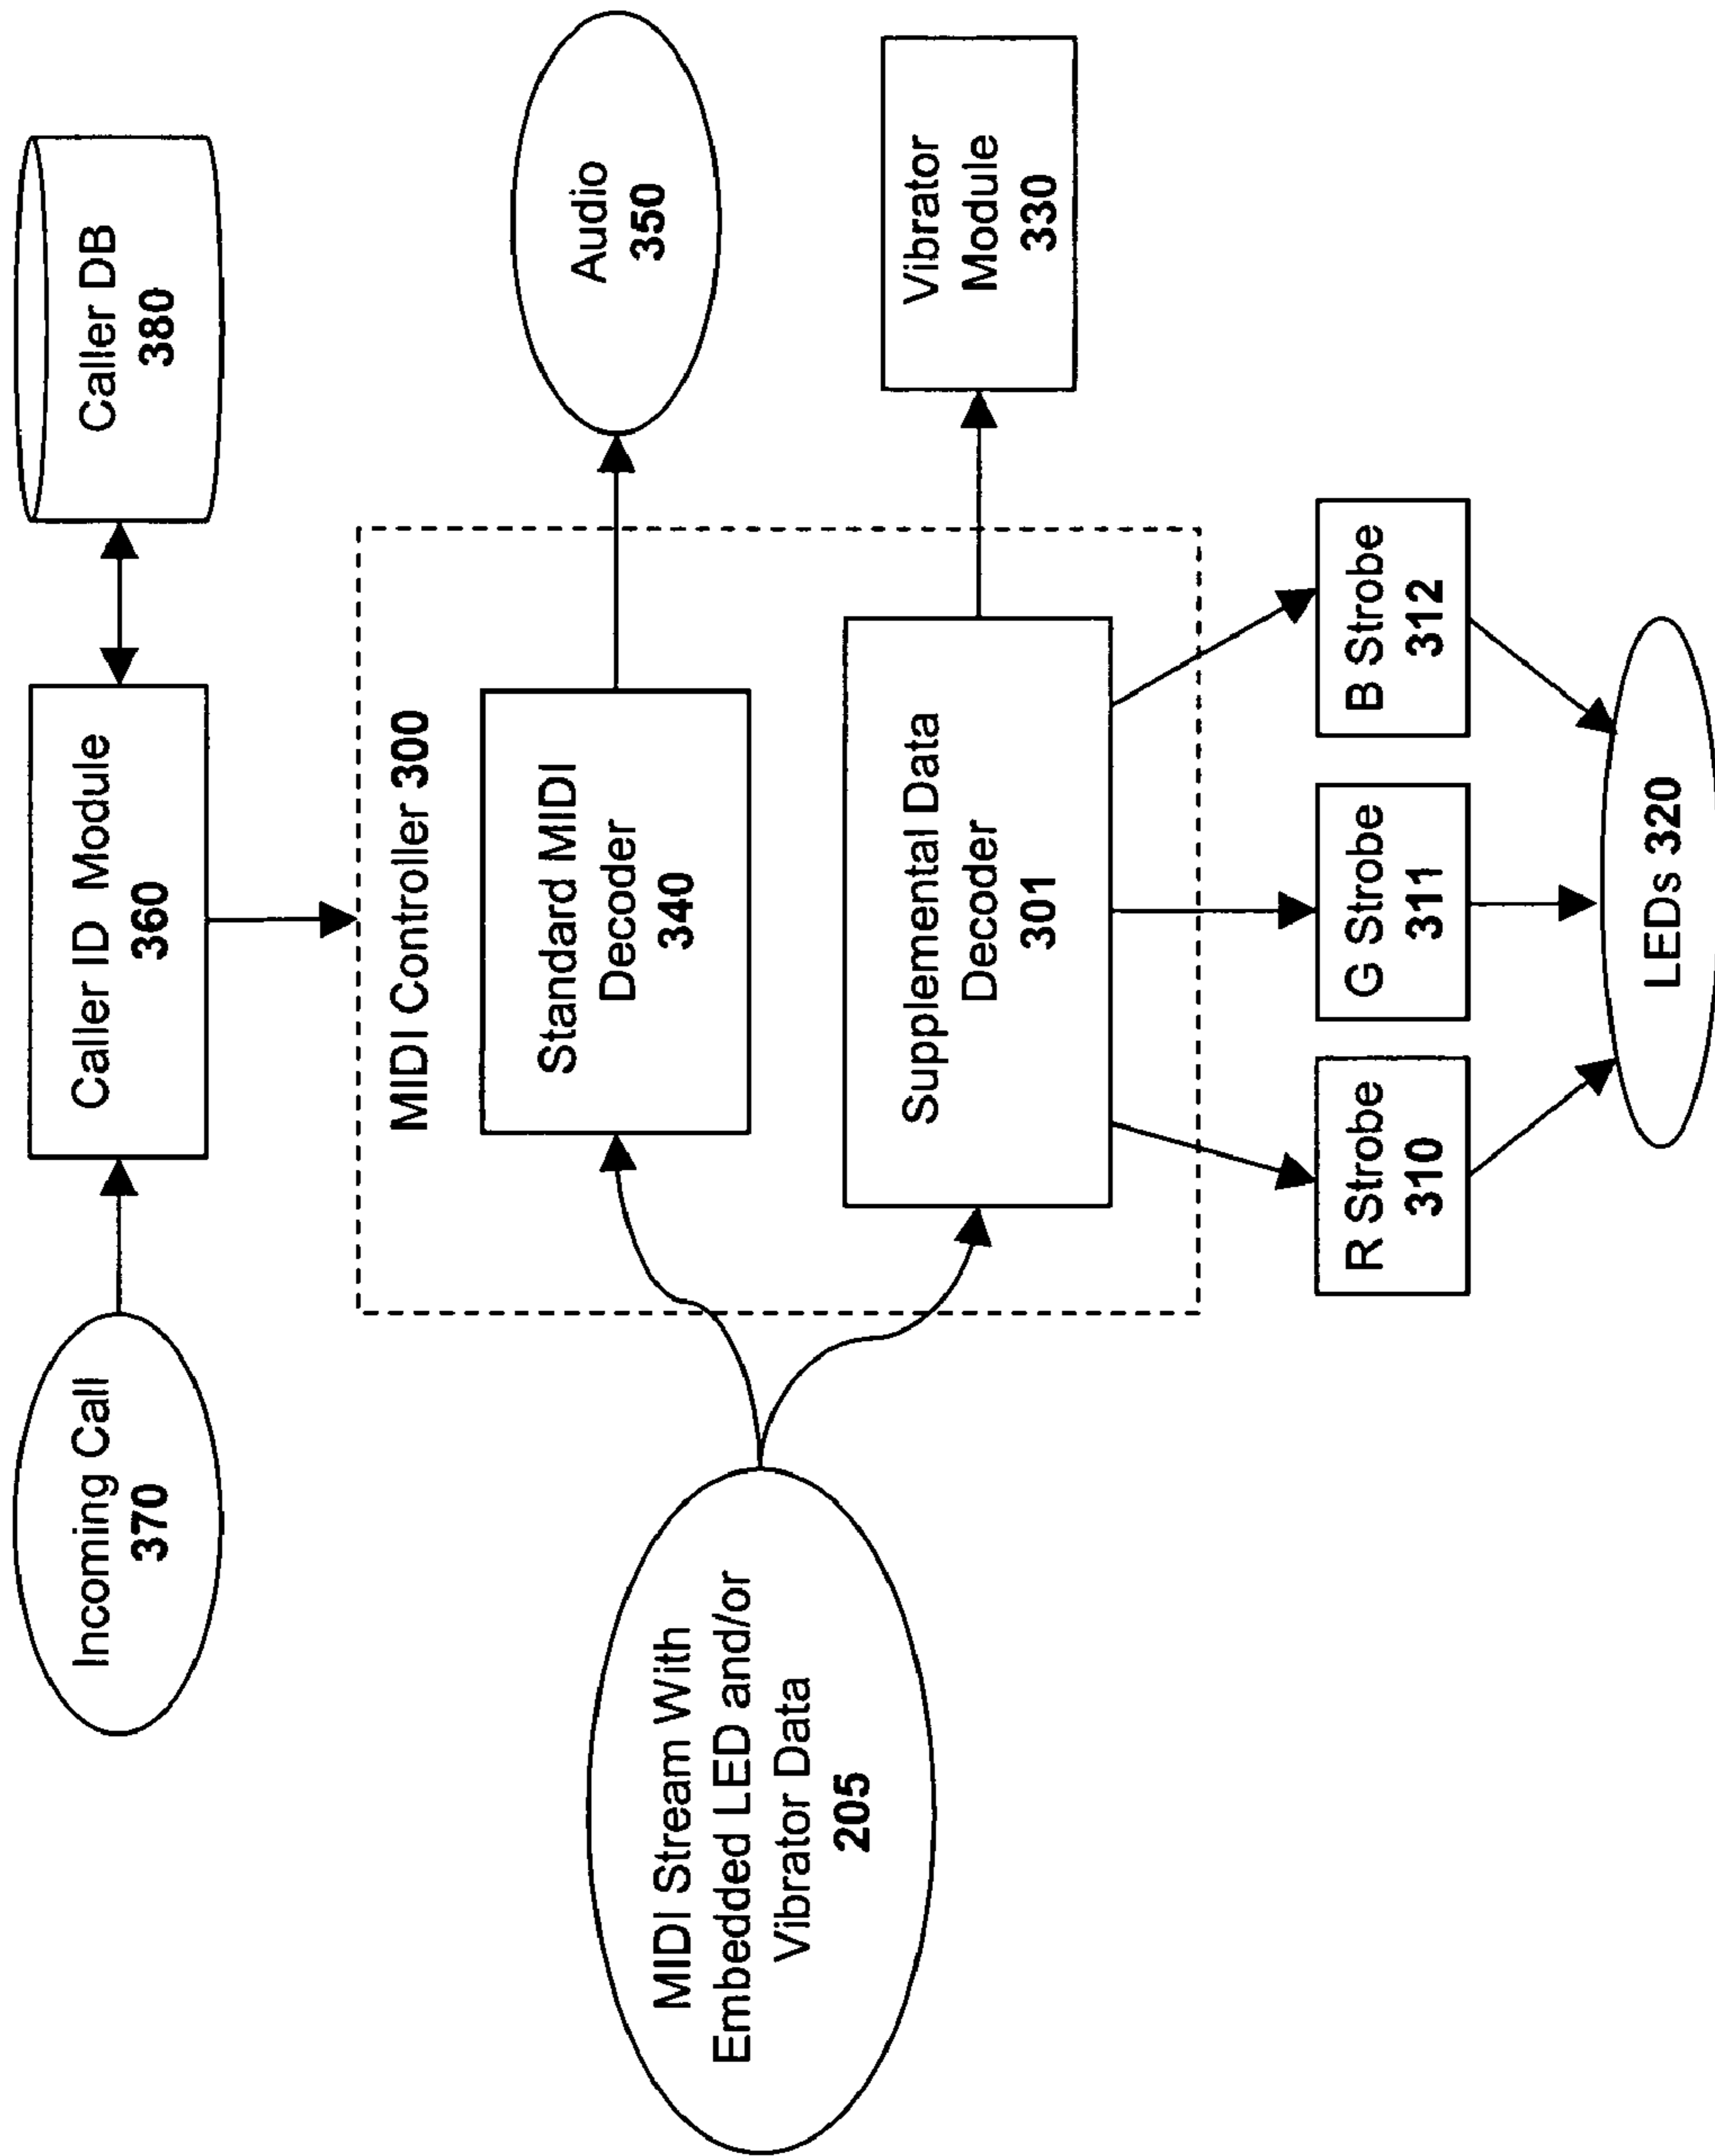 Incoming Call
370
Caller ID Module
360
Caller DB
380
MIDI Controller 300
Standard MIDI
Decoder
340
Audio
350
MIDI Stream With
Embedded LED and/or
Vibrator Data
205
Supplemental Data
Decoder
301
Vibrator
Module
330
R Strobe
310
G Strobe
311
B Strobe
312
LEDs 320